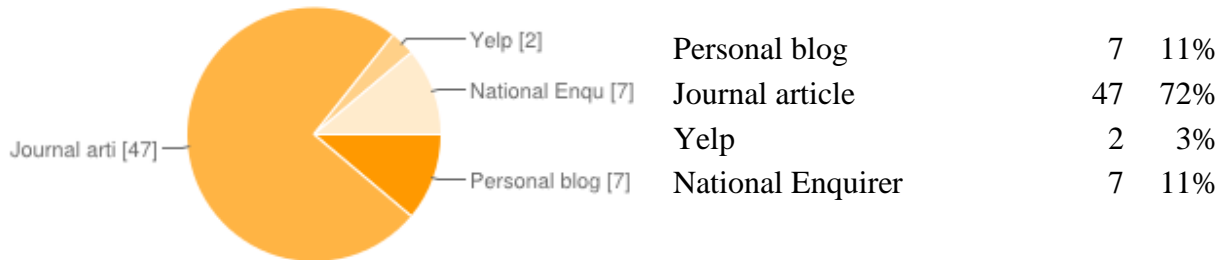 Yelp [2]
National Enqu [7]
Journal arti [47]
Personal blog [7]
Personal blog 7 11%
Journal article 47 72%
Yelp 2 3%
National Enquirer 7 11%